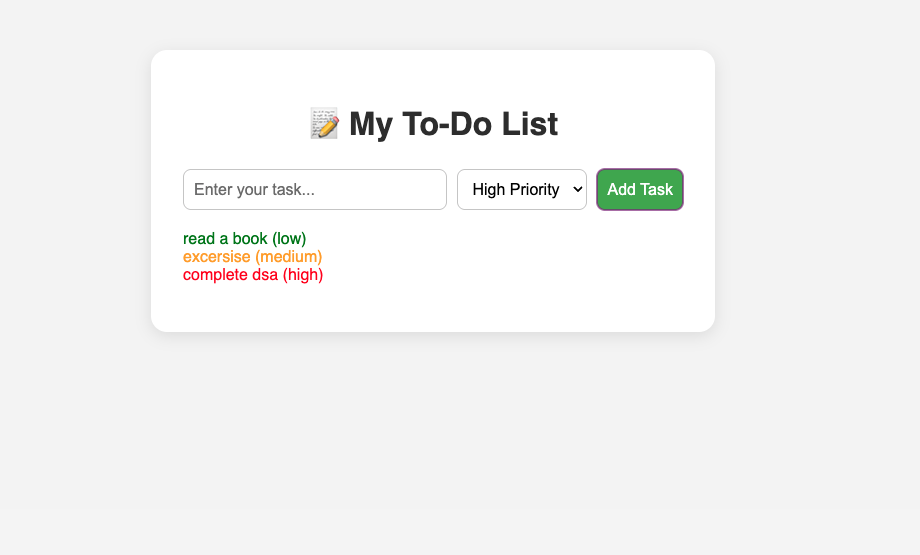 📝 My To-Do List
Enter your task... High Priority Add Task
read a book (low)
excersise (medium)
complete dsa (high)